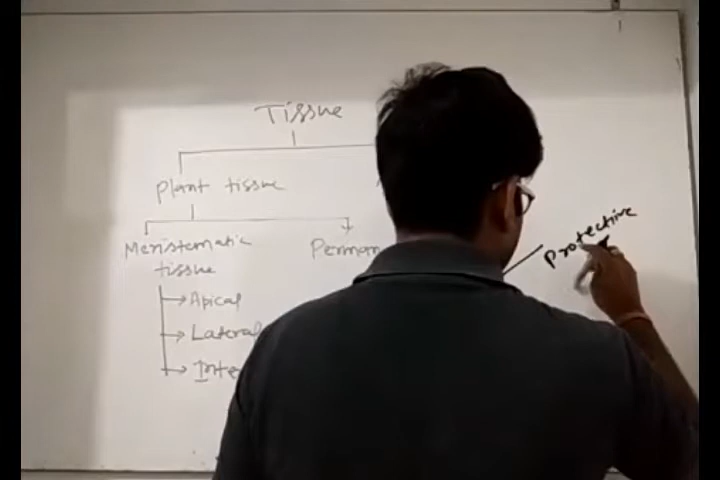 Tissue
Plant tissue
Meristematic
tissue
Apical
Lateral
Protective